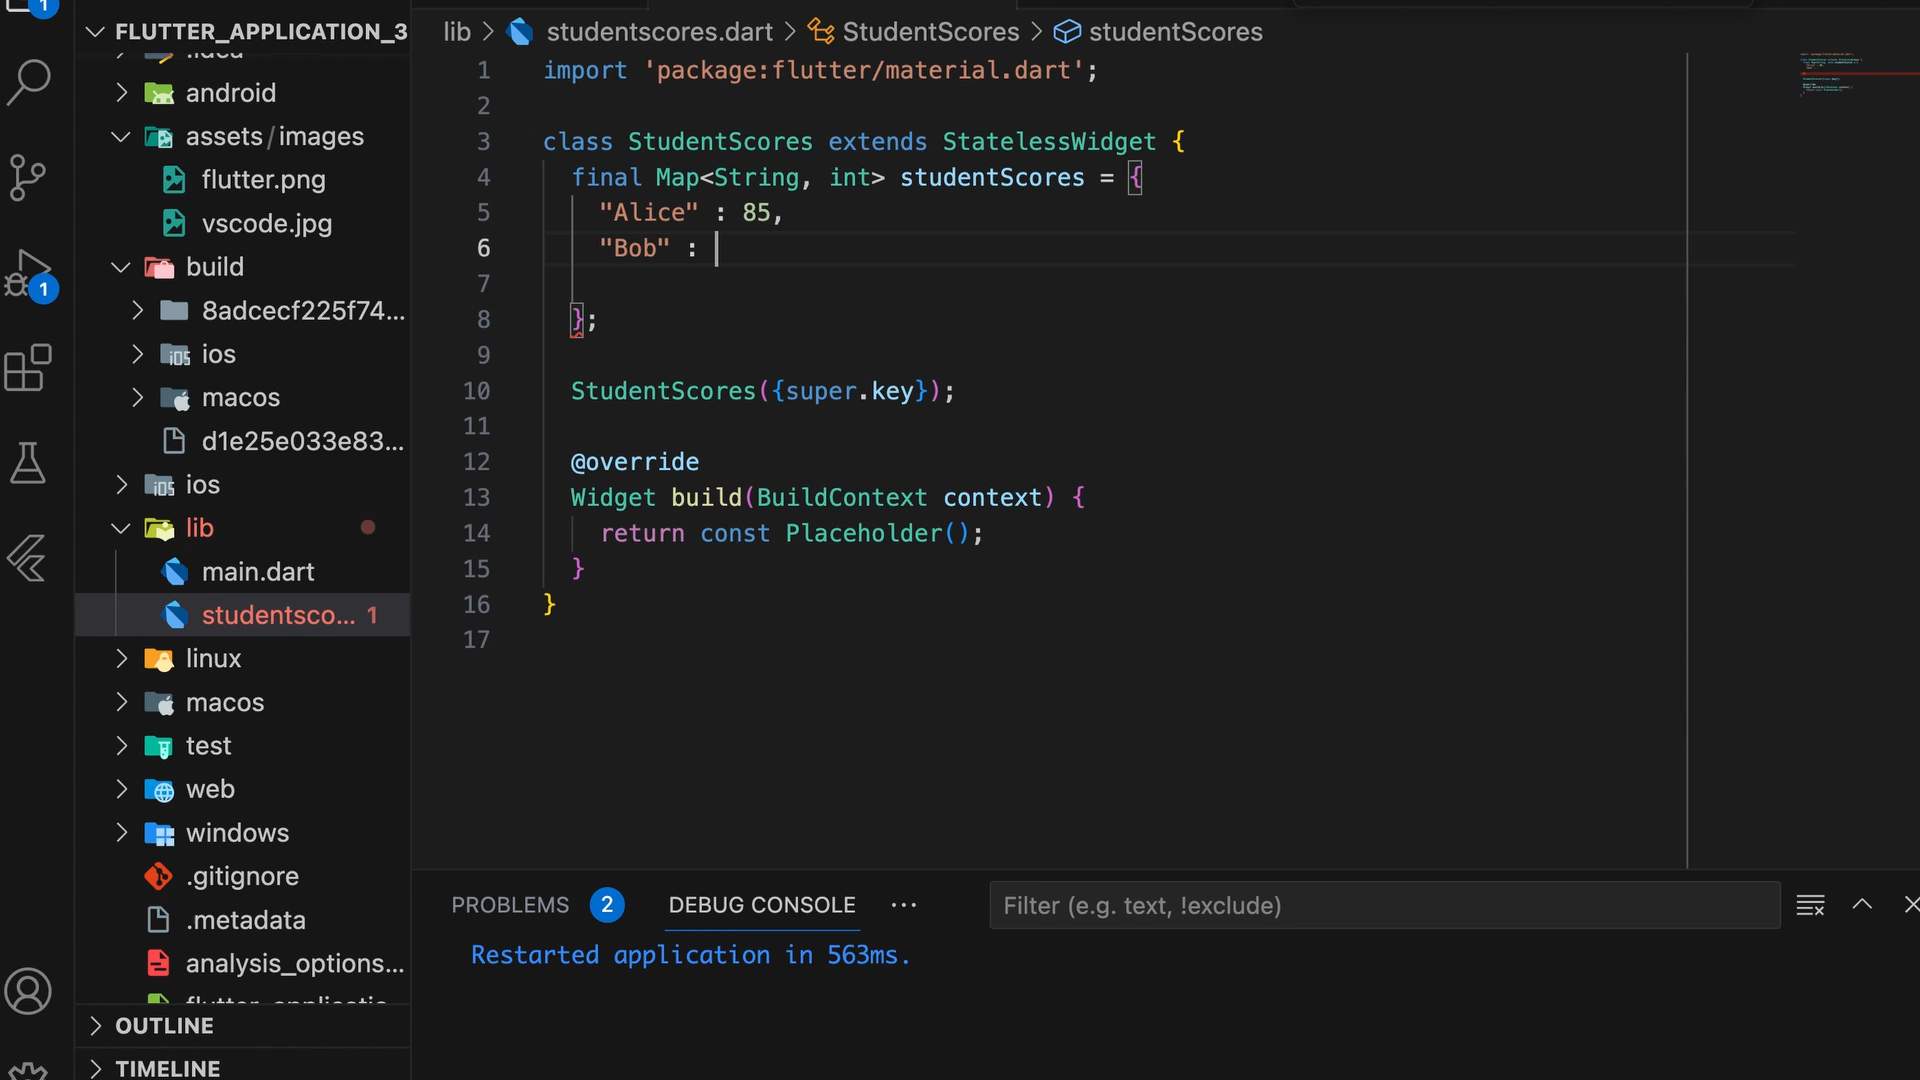 1
FLUTTER_APPLICATION_3
.idea
android
assets/images
flutter.png
vscode.jpg
build
8adcecf225f74...
ios
macos
d1e25e033e83...
ios
lib
main.dart
studentsco... 1
linux
macos
test
web
windows
.gitignore
.metadata
analysis_options...
flutter_applicatio
OUTLINE
TIMELINE
1
lib > studentscores.dart > StudentScores > studentScores
1 import 'package:flutter/material.dart';
2
3 class StudentScores extends StatelessWidget {
4 final Map<String, int> studentScores = {
5 "Alice" : 85,
6 "Bob" :
7
8 };
9
10 StudentScores({super.key});
11
12 @override
13 Widget build(BuildContext context) {
14 return const Placeholder();
15 }
16 }
17
PROBLEMS 2 DEBUG CONSOLE ··· Filter (e.g. text, !exclude)
Restarted application in 563ms.